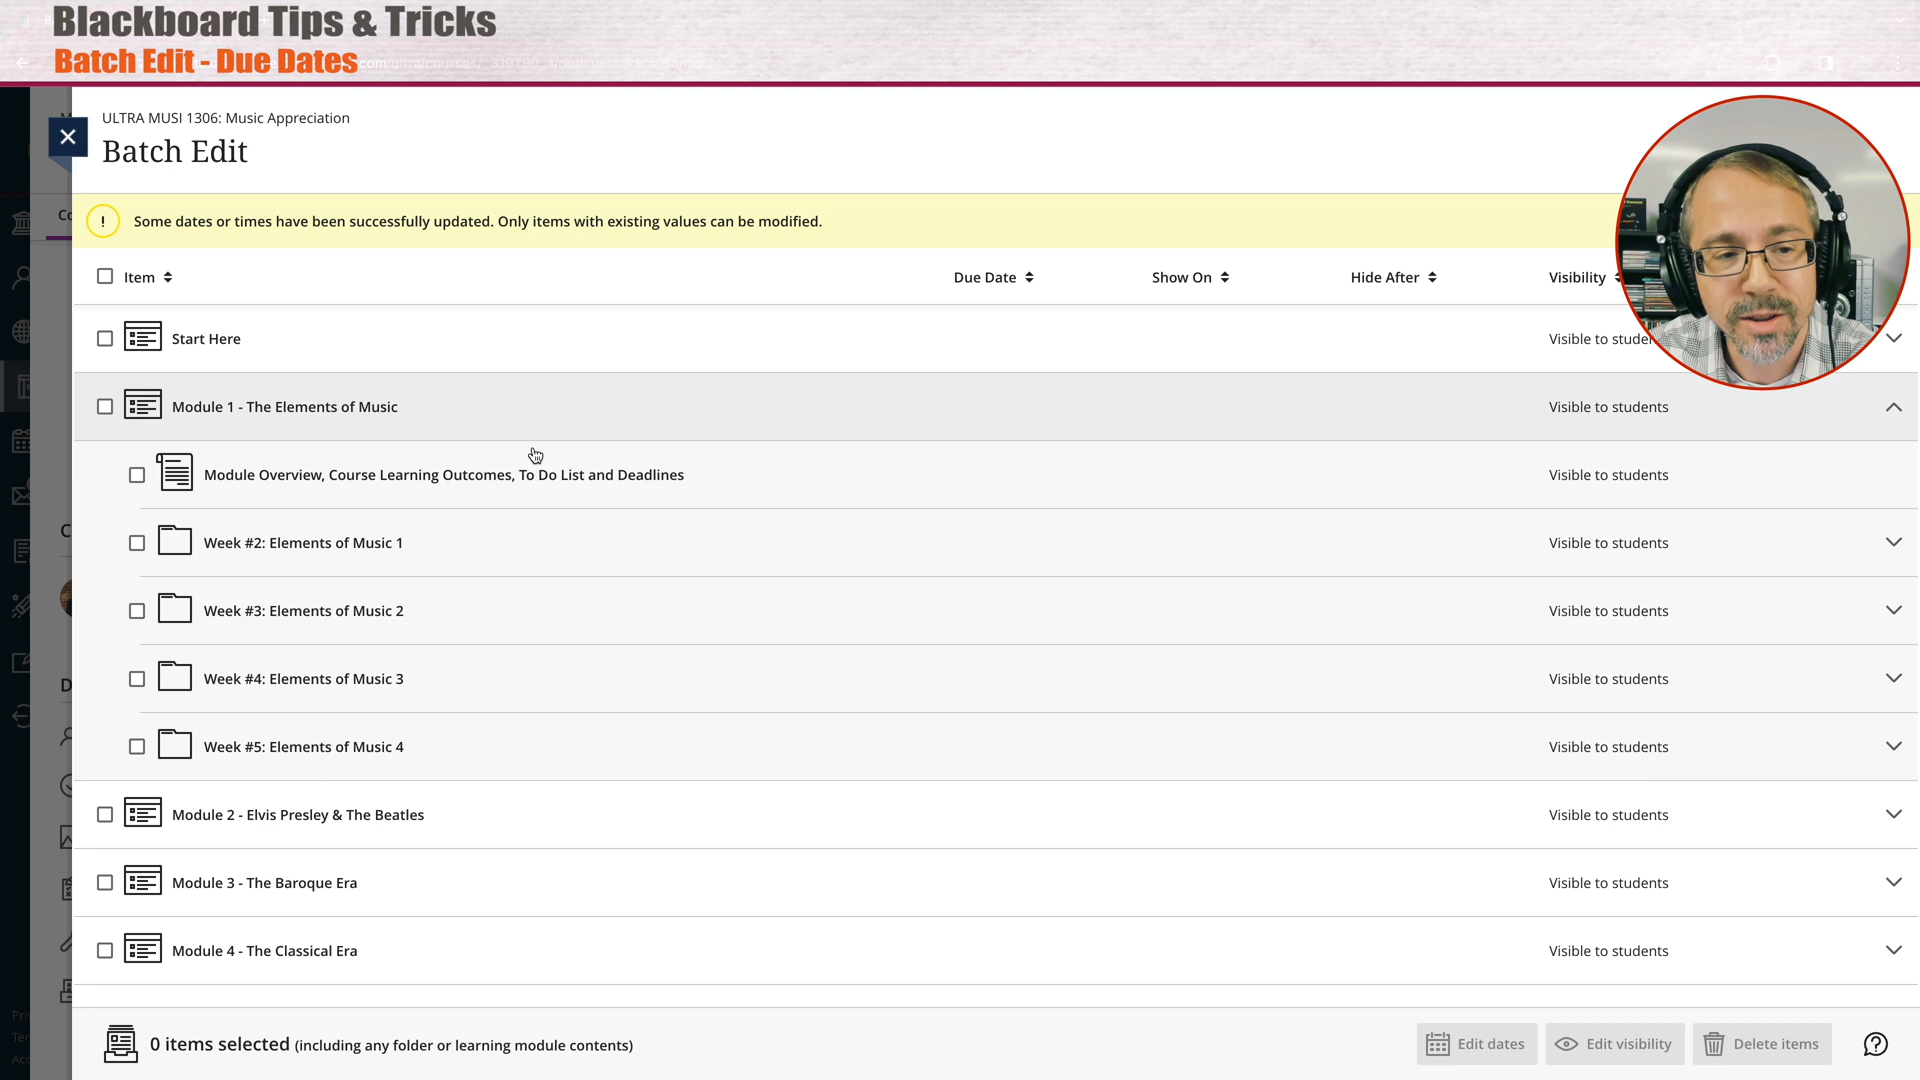 Blackboard Tips & Tricks
Batch Edit - Due Dates
ULTRA MUSI 1306: Music Appreciation
Batch Edit
Some dates or times have been successfully updated. Only items with existing values can be modified.
Item Due Date Show On Hide After Visibility
Start Here Visible to
Module 1 - The Elements of Music Visible to students
Module Overview, Course Learning Outcomes, To Do List and Deadlines Visible to students
Week #2: Elements of Music 1 Visible to students
Week #3: Elements of Music 2 Visible to students
Week #4: Elements of Music 3 Visible to students
Week #5: Elements of Music 4 Visible to students
Module 2 - Elvis Presley & The Beatles Visible to students
Module 3 - The Baroque Era Visible to students
Module 4 - The Classical Era Visible to students
0 items selected (including any folder or learning module contents) Edit dates Edit visibility Delete items